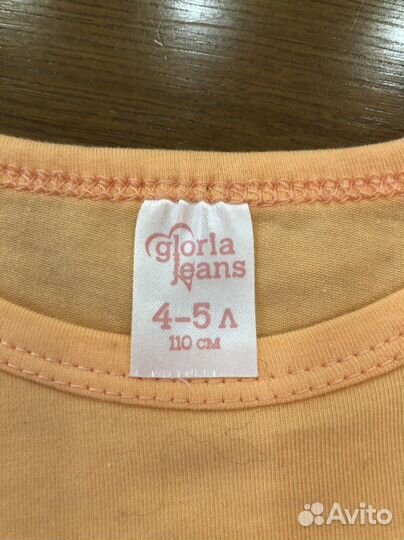 gloria
jeans
4-5 Л
110 СМ
Avito